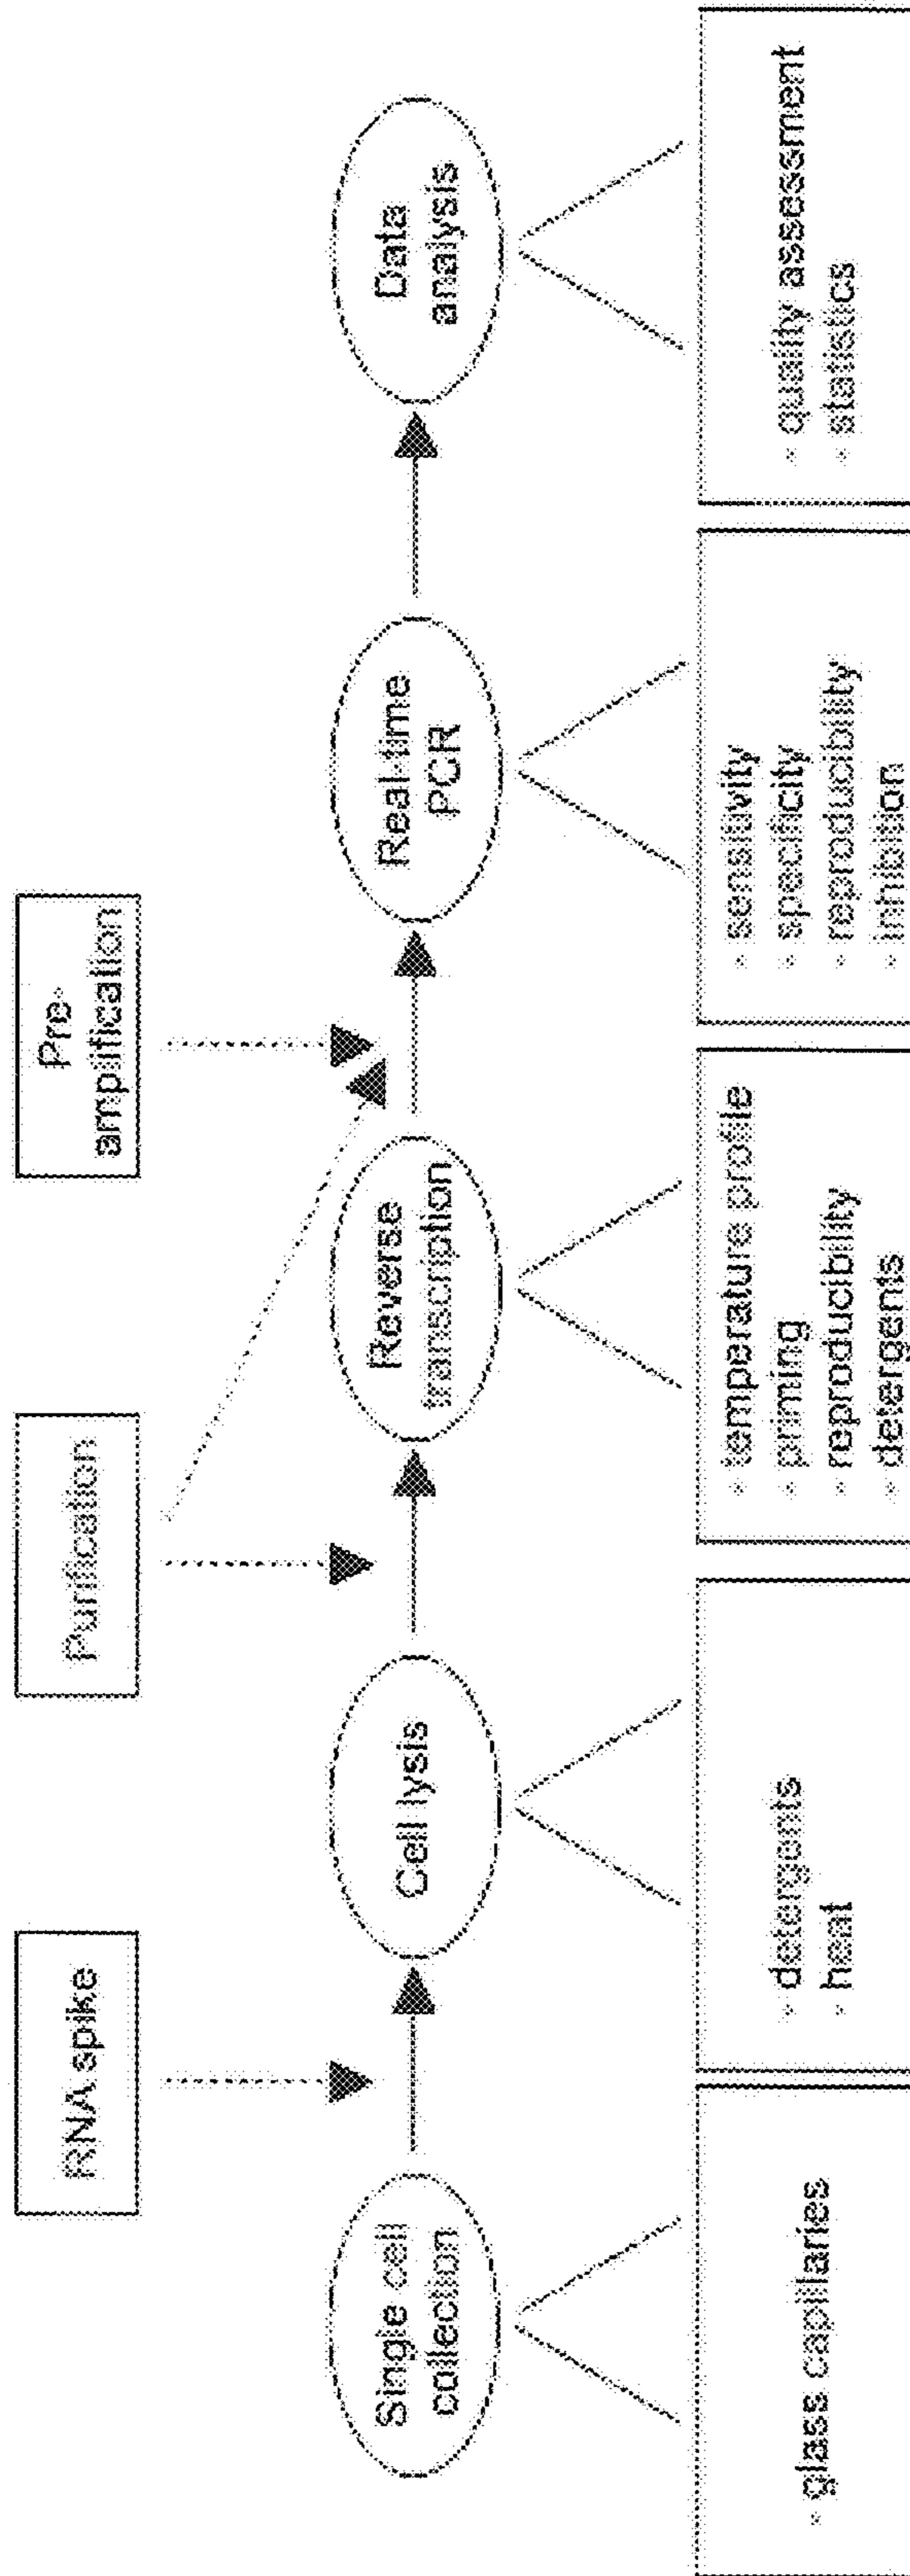 RNA spike
Purification
Pre-
amplification
Single cell
collection
Cell lysis
Reverse
transcription
Real-time
PCR
Data
analysis
• glass capillaries
• detergents
• heat
• temperature profile
• priming
• reproducibility
• detergents
• sensitivity
• specificity
• reproducibility
• inhibition
• quality assessment
• statistics